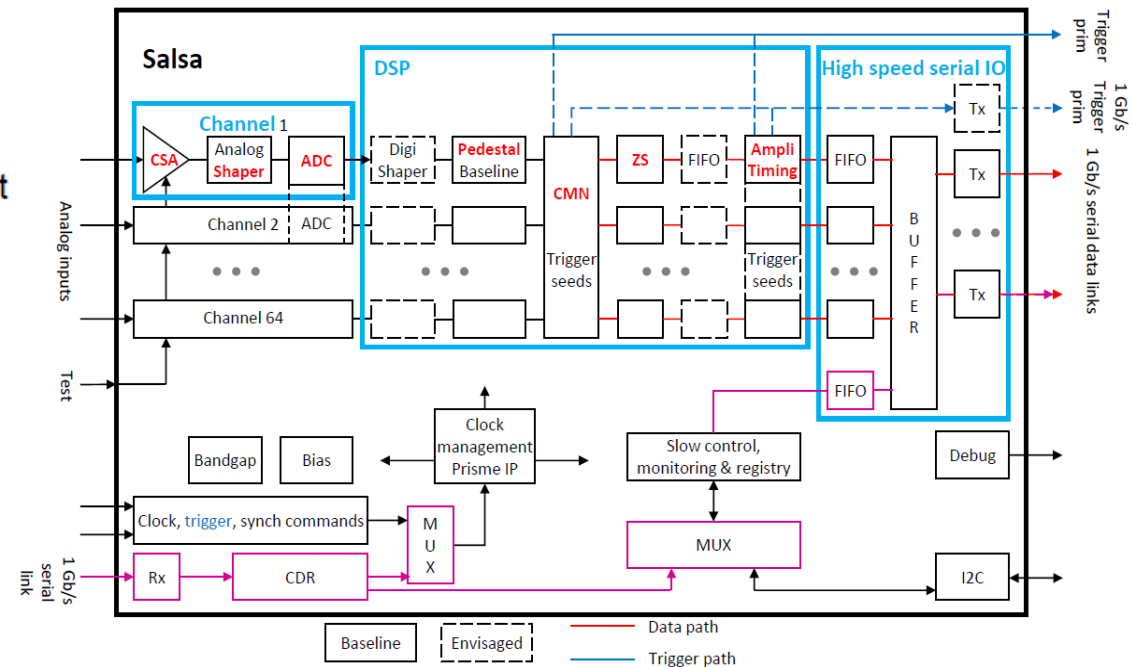 t
Salsa
DSP
High speed serial IO
Trigger
prim
1 Gb/s
Trigger
prim
1 Gb/s serial data links
Channel 1
CSA
Analog
Shaper
ADC
Digi
Shaper
Pedestal
Baseline
CMN
Trigger
seeds
ZS
FIFO
Ampli
Timing
Trigger
seeds
FIFO
BUFFER
Tx
Tx
Tx
FIFO
Analog inputs
Channel 2
ADC
Channel 64
Test
Bandgap
Bias
Clock
management
Prisme IP
Slow control,
monitoring & registry
Debug
Clock, trigger, synch commands
MUX
MUX
1 Gb/s
serial
link
Rx
CDR
I2C
Baseline
Envisaged
Data path
Trigger path